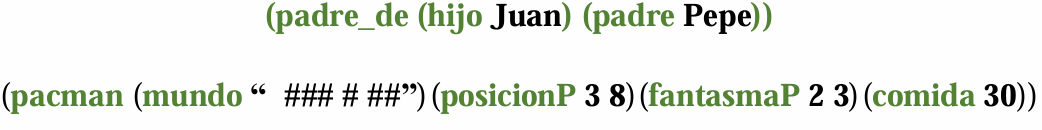 (padre_de (hijo Juan) (padre Pepe))
(pacman (mundo “  ### # ##”) (posicionP 3 8) (fantasmaP 2 3) (comida 30))